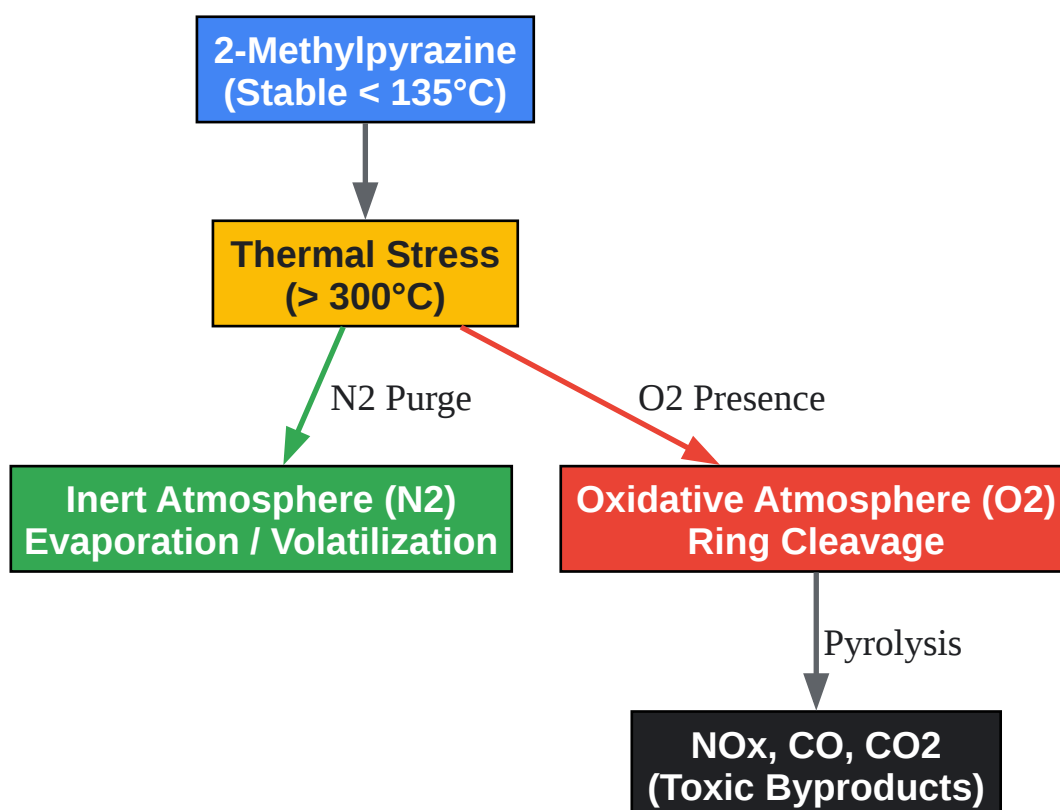 2-Methylpyrazine
(Stable < 135°C)
Thermal Stress
(> 300°C)
N2 Purge
O2 Presence
Inert Atmosphere (N2)
Evaporation / Volatilization
Oxidative Atmosphere (O2)
Ring Cleavage
Pyrolysis
NOx, CO, CO2
(Toxic Byproducts)